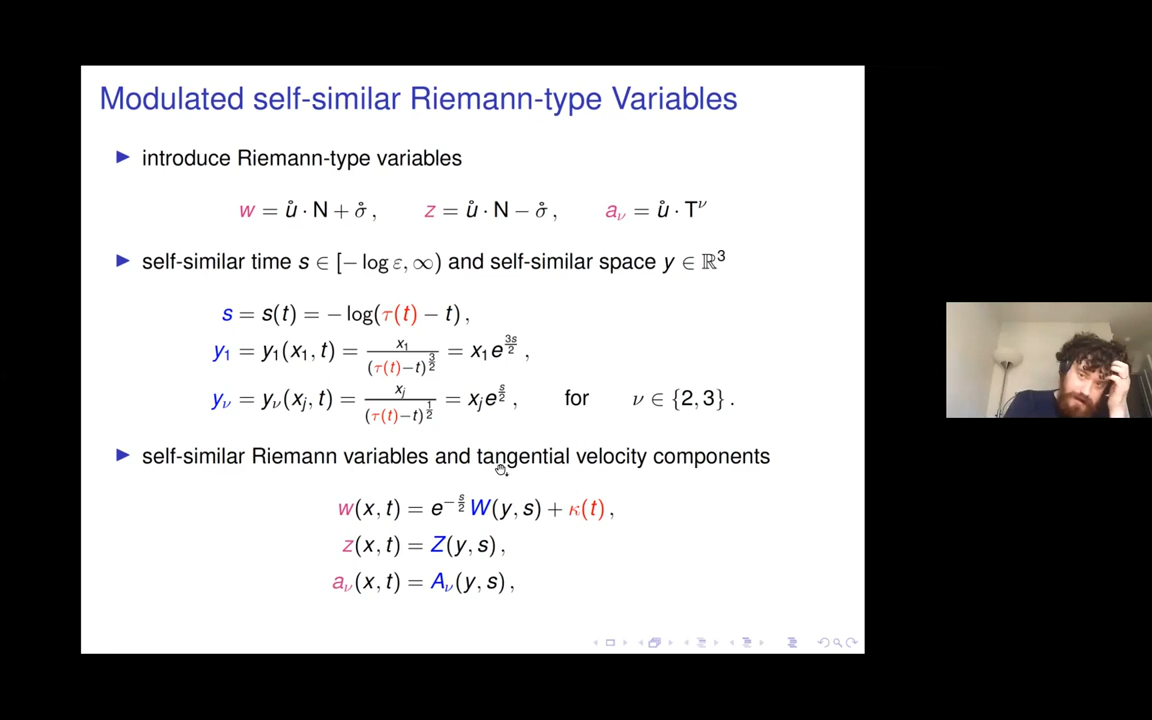 Modulated self-similar Riemann-type Variables
▶ introduce Riemann-type variables
w = ů · N + σ̊ , z = ů · N − σ̊ , a_ν = ů · T^ν
▶ self-similar time s ∈ [− log ε, ∞) and self-similar space y ∈ ℝ³
s = s(t) = − log(τ(t) − t) ,
y₁ = y₁(x₁, t) = x₁/(τ(t)−t)^{3/2} = x₁e^{3s/2} ,
y_ν = y_ν(x_j, t) = x_j/(τ(t)−t)^{1/2} = x_j e^{s/2} , for ν ∈ {2, 3} .
▶ self-similar Riemann variables and tangential velocity components
w(x, t) = e^{−s/2} W(y, s) + κ(t) ,
z(x, t) = Z(y, s) ,
a_ν(x, t) = A_ν(y, s) ,